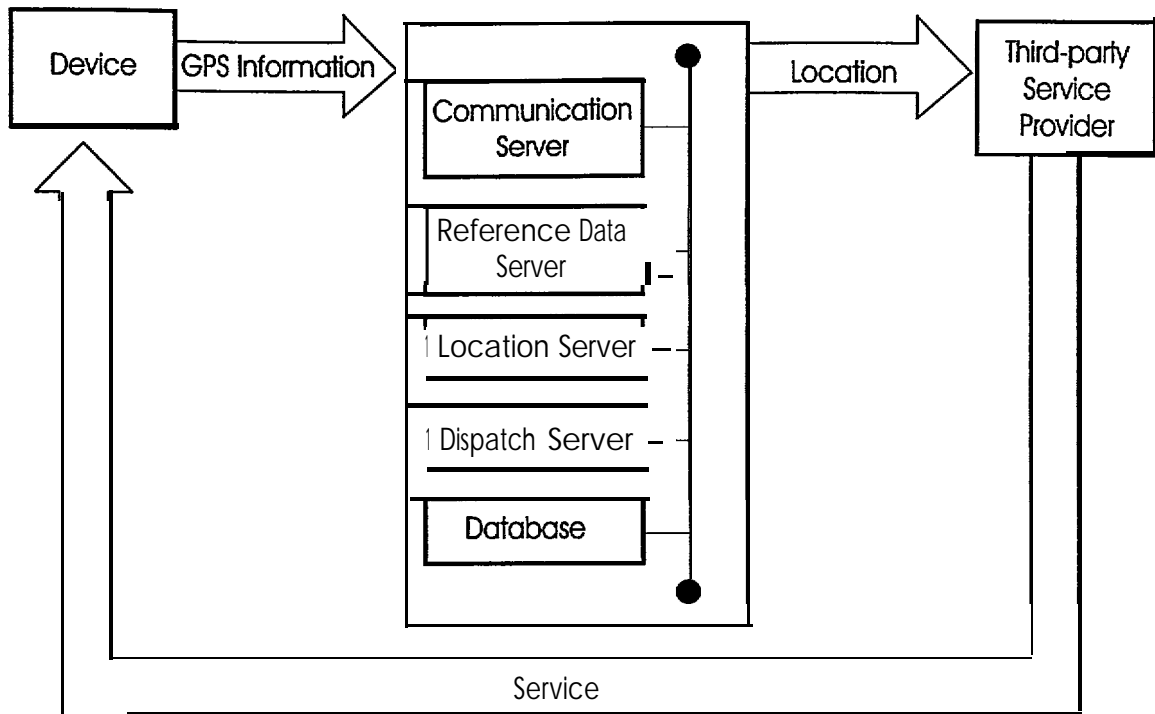 Device
GPS Information
Communication
Server
Reference Data
Server
Location Server
Dispatch Server
Database
Location
Third-party
Service
Provider
Service